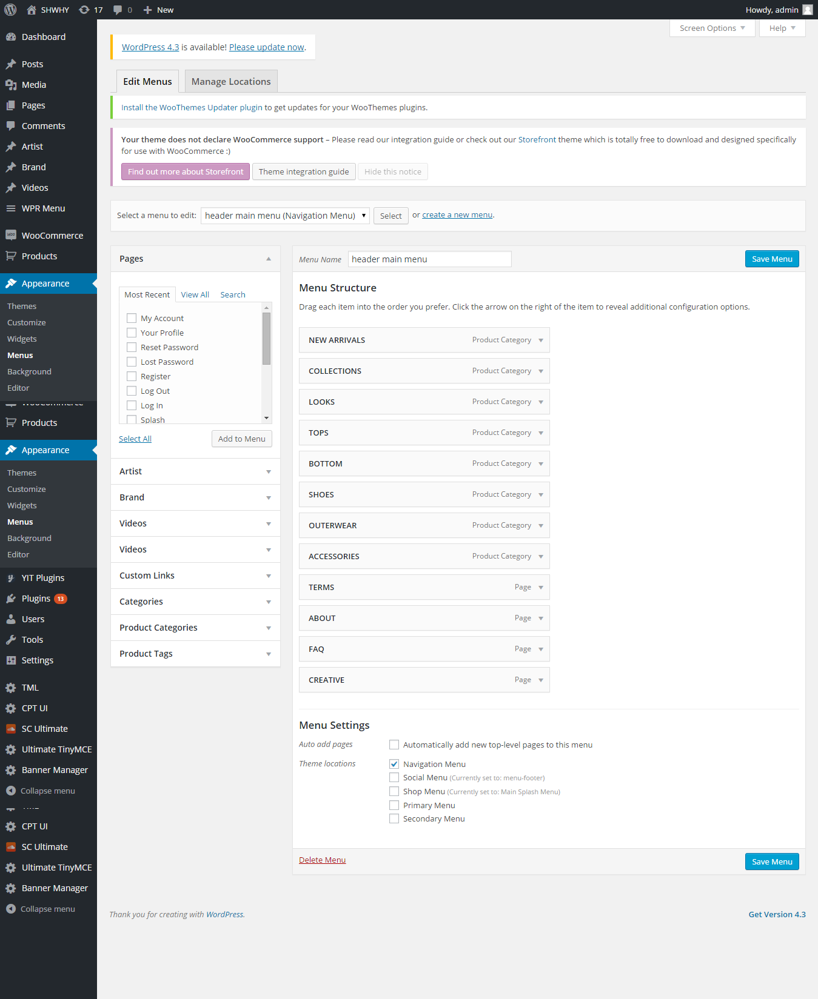 SHWHY 17 0 New Howdy, admin
Screen Options Help
Dashboard
Posts
Media
Pages
Comments
Artist
Brand
Videos
WPR Menu
WooCommerce
Products
Appearance
Themes
Customize
Widgets
Menus
Background
Editor
Products
Appearance
Themes
Customize
Widgets
Menus
Background
Editor
YIT Plugins
Plugins 13
Users
Tools
Settings
TML
CPT UI
SC Ultimate
Ultimate TinyMCE
Banner Manager
Collapse menu
CPT UI
SC Ultimate
Ultimate TinyMCE
Banner Manager
Collapse menu
WordPress 4.3 is available! Please update now.
Edit Menus Manage Locations
Install the WooThemes Updater plugin to get updates for your WooThemes plugins.
Your theme does not declare WooCommerce support – Please read our integration guide or check out our Storefront theme which is totally free to download and designed specifically
for use with WooCommerce :)
Find out more about Storefront Theme integration guide Hide this notice
Select a menu to edit: header main menu (Navigation Menu) Select or create a new menu.
Pages
Most Recent View All Search
My Account
Your Profile
Reset Password
Lost Password
Register
Log Out
Log In
Splash
Select All Add to Menu
Artist
Brand
Videos
Videos
Custom Links
Categories
Product Categories
Product Tags
Menu Name header main menu Save Menu
Menu Structure
Drag each item into the order you prefer. Click the arrow on the right of the item to reveal additional configuration options.
NEW ARRIVALS Product Category
COLLECTIONS Product Category
LOOKS Product Category
TOPS Product Category
BOTTOM Product Category
SHOES Product Category
OUTERWEAR Product Category
ACCESSORIES Product Category
TERMS Page
ABOUT Page
FAQ Page
CREATIVE Page
Menu Settings
Auto add pages Automatically add new top-level pages to this menu
Theme locations Navigation Menu
Social Menu (Currently set to: menu-footer)
Shop Menu (Currently set to: Main Splash Menu)
Primary Menu
Secondary Menu
Delete Menu Save Menu
Thank you for creating with WordPress. Get Version 4.3